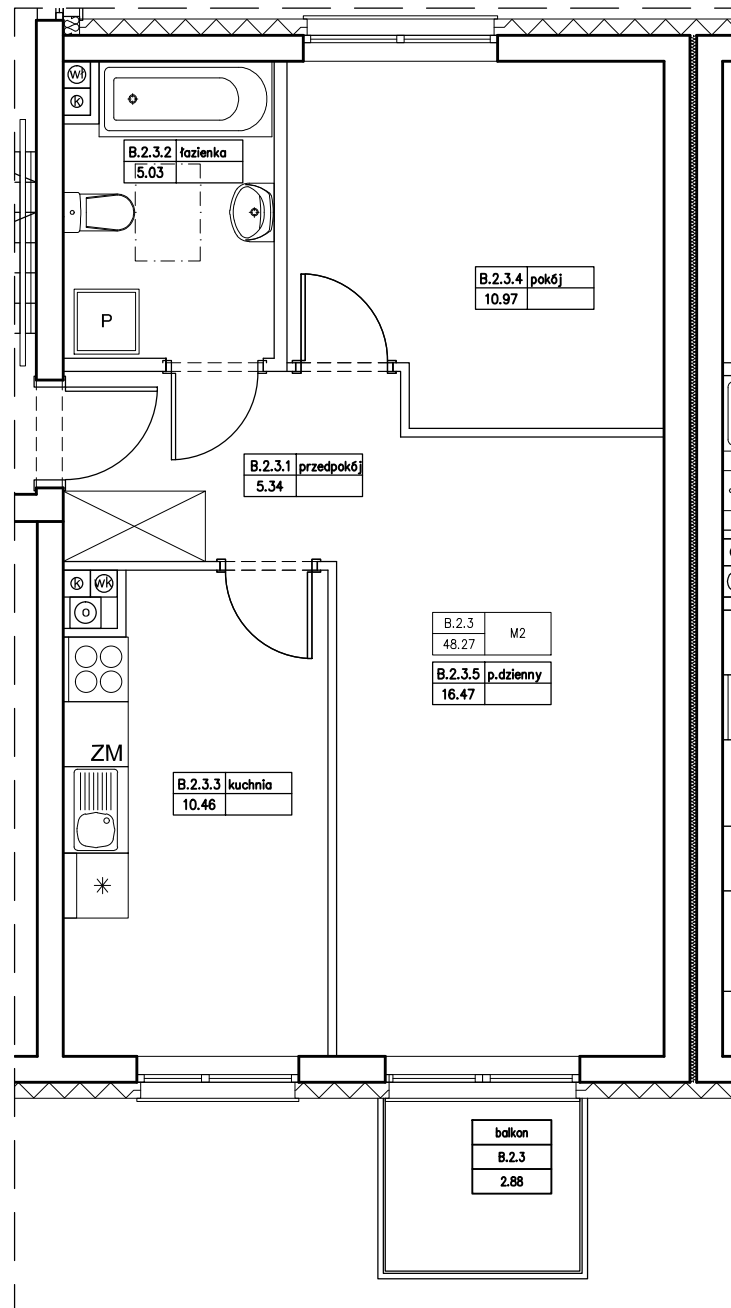 wł
k
B.2.3.2 łazienka
5.03
P
B.2.3.4 pokój
10.97
B.2.3.1 przedpokój
5.34
k wk
B.2.3 M2
48.27
B.2.3.5 p.dzienny
16.47
ZM
B.2.3.3 kuchnia
10.46
balkon
B.2.3
2.88